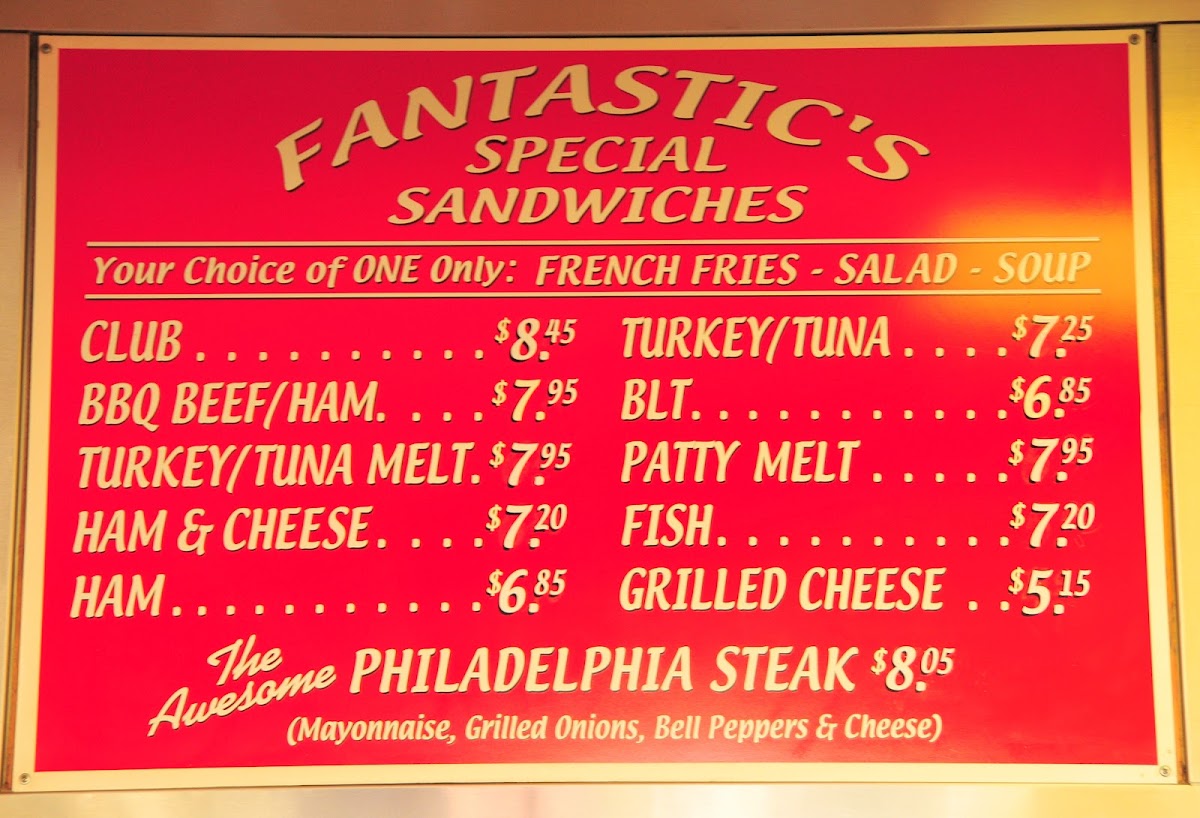 FANTASTIC'S
SPECIAL
SANDWICHES
Your Choice of ONE Only: FRENCH FRIES - SALAD - SOUP
CLUB . . . . . . . . . . . $8.45
BBQ BEEF/HAM. . . . . $7.95
TURKEY/TUNA MELT. $7.95
HAM & CHEESE. . . . . $7.20
HAM . . . . . . . . . . . . $6.85
TURKEY/TUNA . . . . $7.25
BLT. . . . . . . . . . . . $6.85
PATTY MELT . . . . . $7.95
FISH. . . . . . . . . . . $7.20
GRILLED CHEESE . . $5.15
The Awesome PHILADELPHIA STEAK $8.05
(Mayonnaise, Grilled Onions, Bell Peppers & Cheese)